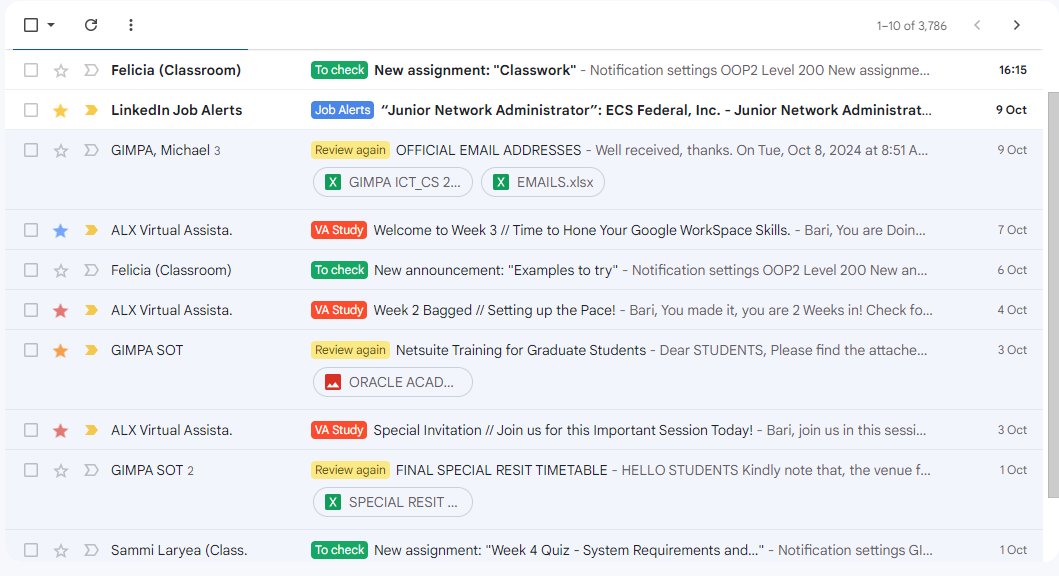 1–10 of 3,786
Felicia (Classroom) To check New assignment: "Classwork" - Notification settings OOP2 Level 200 New assignme... 16:15
LinkedIn Job Alerts Job Alerts “Junior Network Administrator”: ECS Federal, Inc. - Junior Network Administrat... 9 Oct
GIMPA, Michael 3 Review again OFFICIAL EMAIL ADDRESSES - Well received, thanks. On Tue, Oct 8, 2024 at 8:51 A... 9 Oct
GIMPA ICT_CS 2... EMAILS.xlsx
ALX Virtual Assista. VA Study Welcome to Week 3 // Time to Hone Your Google WorkSpace Skills. - Bari, You are Doin... 7 Oct
Felicia (Classroom) To check New announcement: "Examples to try" - Notification settings OOP2 Level 200 New an... 6 Oct
ALX Virtual Assista. VA Study Week 2 Bagged // Setting up the Pace! - Bari, You made it, you are 2 Weeks in! Check fo... 4 Oct
GIMPA SOT Review again Netsuite Training for Graduate Students - Dear STUDENTS, Please find the attache... 3 Oct
ORACLE ACAD...
ALX Virtual Assista. VA Study Special Invitation // Join us for this Important Session Today! - Bari, join us in this sessi... 3 Oct
GIMPA SOT 2 Review again FINAL SPECIAL RESIT TIMETABLE - HELLO STUDENTS Kindly note that, the venue f... 1 Oct
SPECIAL RESIT ...
Sammi Laryea (Class. To check New assignment: "Week 4 Quiz - System Requirements and..." - Notification settings GI... 1 Oct